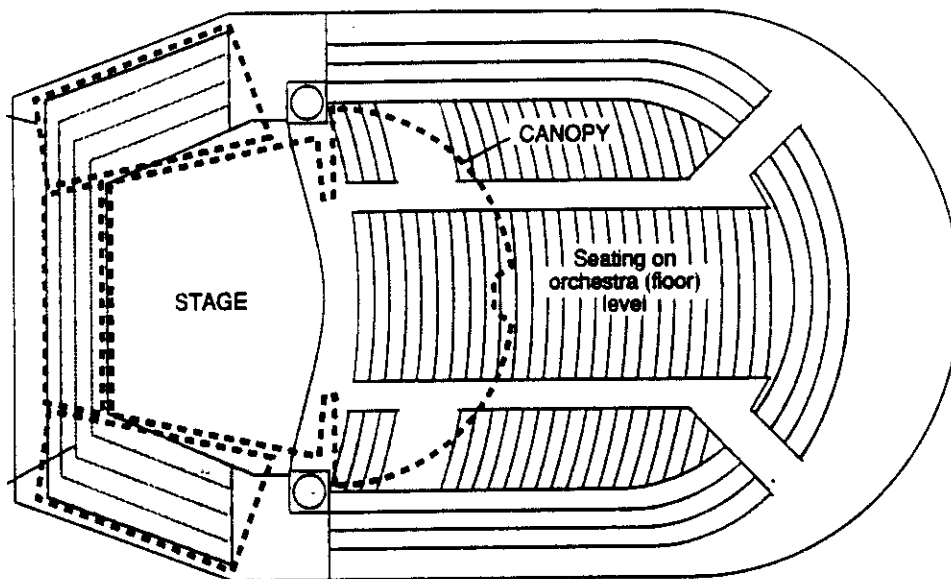 CANOPY
STAGE
Seating on
orchestra (floor)
level